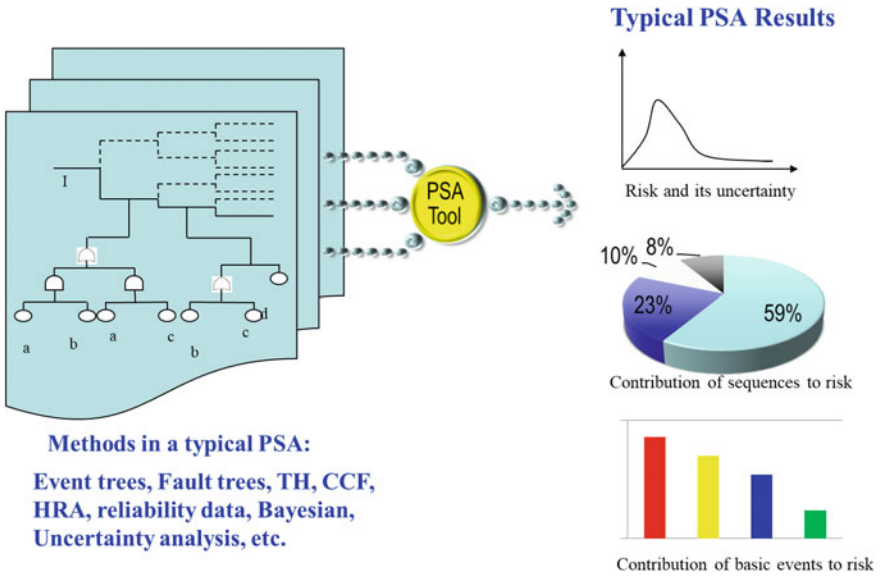 Typical PSA Results
I
a
b
a
c
b
c
d
PSA
Tool
Risk and its uncertainty
10%
8%
23%
59%
Contribution of sequences to risk
Methods in a typical PSA:
Event trees, Fault trees, TH, CCF,
HRA, reliability data, Bayesian,
Uncertainty analysis, etc.
Contribution of basic events to risk